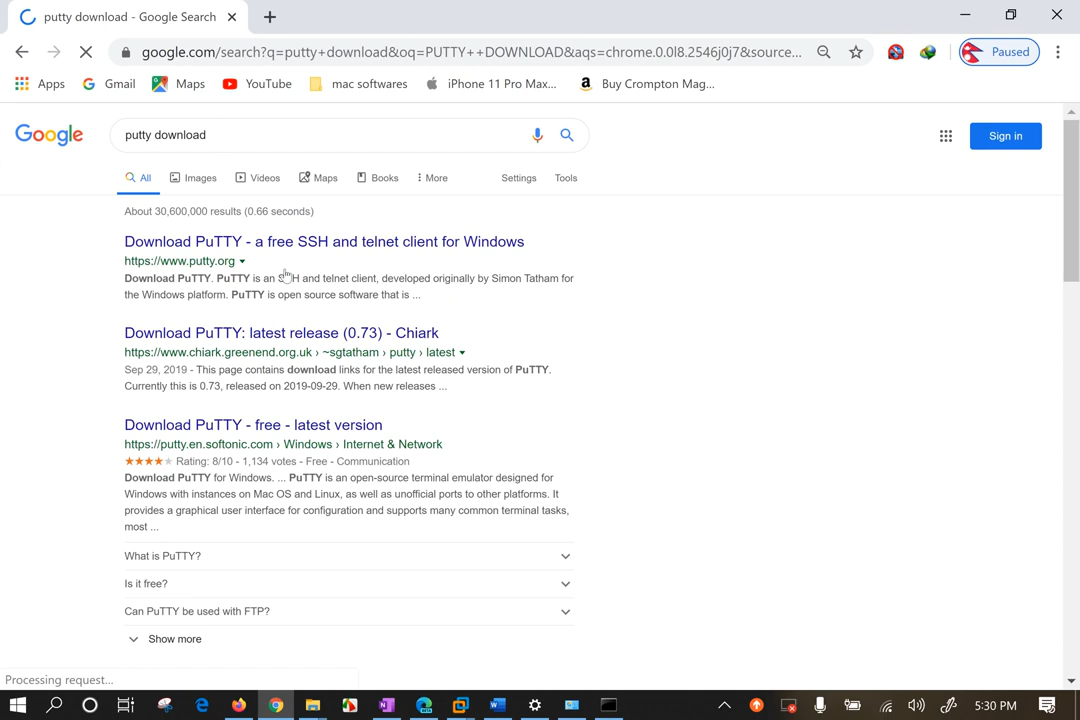 putty download - Google Search
google.com/search?q=putty+download&oq=PUTTY++DOWNLOAD&aqs=chrome.0.0l8.2546j0j7&source...
Paused
Apps
Gmail
Maps
YouTube
mac softwares
iPhone 11 Pro Max...
Buy Crompton Mag...
Google
putty download
Sign in
All
Images
Videos
Maps
Books
More
Settings
Tools
About 30,600,000 results (0.66 seconds)
Download PuTTY - a free SSH and telnet client for Windows
https://www.putty.org
Download PuTTY. PuTTY is an SSH and telnet client, developed originally by Simon Tatham for
the Windows platform. PuTTY is open source software that is ...
Download PuTTY: latest release (0.73) - Chiark
https://www.chiark.greenend.org.uk › ~sgtatham › putty › latest
Sep 29, 2019 - This page contains download links for the latest released version of PuTTY.
Currently this is 0.73, released on 2019-09-29. When new releases ...
Download PuTTY - free - latest version
https://putty.en.softonic.com › Windows › Internet & Network
Rating: 8/10 - 1,134 votes - Free - Communication
Download PuTTY for Windows. ... PuTTY is an open-source terminal emulator designed for
Windows with instances on Mac OS and Linux, as well as unofficial ports to other platforms. It
provides a graphical user interface for configuration and supports many common terminal tasks,
most ...
What is PuTTY?
Is it free?
Can PuTTY be used with FTP?
Show more
Processing request...
5:30 PM